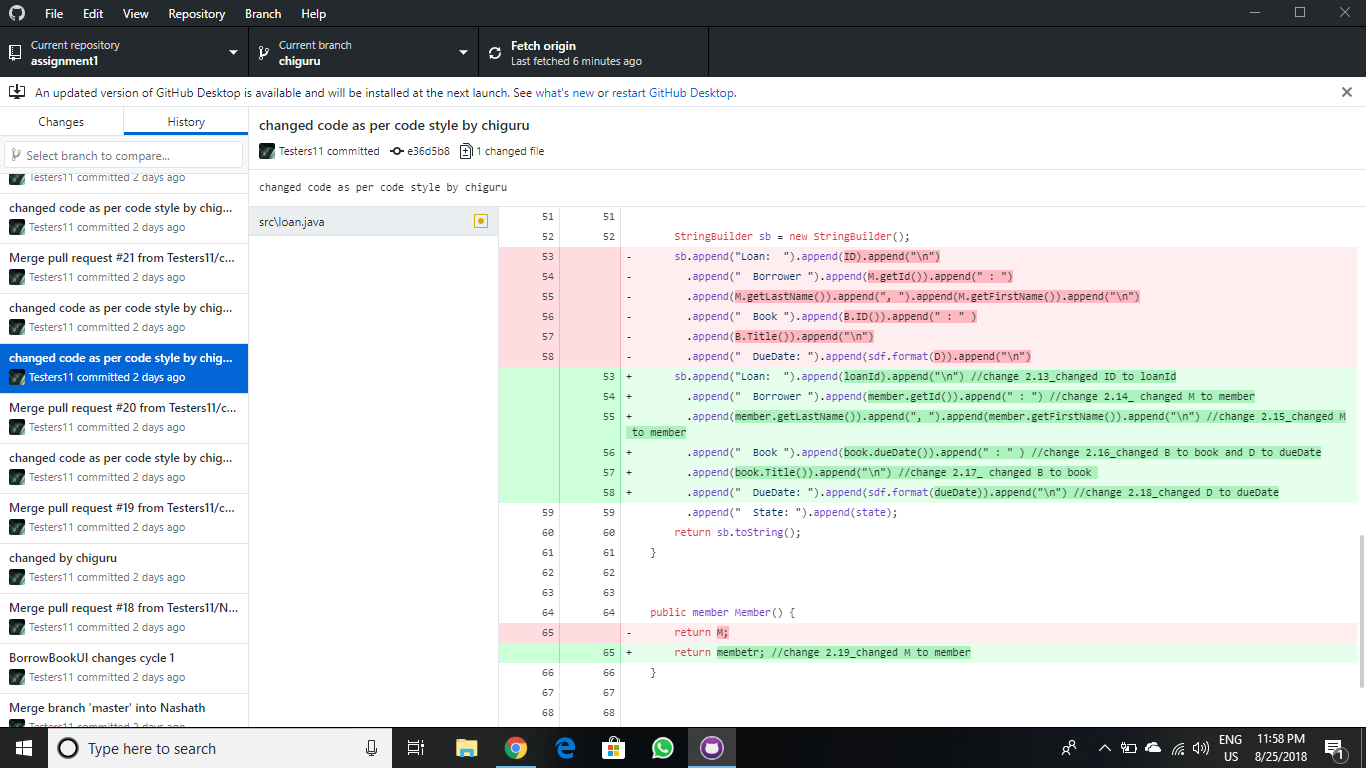 File Edit View Repository Branch Help
Current repository
assignment1
Current branch
chiguru
Fetch origin
Last fetched 6 minutes ago
An updated version of GitHub Desktop is available and will be installed at the next launch. See what's new or restart GitHub Desktop.
Changes
History
Select branch to compare...
Testers11 committed 2 days ago
changed code as per code style by chig...
Testers11 committed 2 days ago
Merge pull request #21 from Testers11/c...
Testers11 committed 2 days ago
changed code as per code style by chig...
Testers11 committed 2 days ago
changed code as per code style by chig...
Testers11 committed 2 days ago
Merge pull request #20 from Testers11/c...
Testers11 committed 2 days ago
changed code as per code style by chig...
Testers11 committed 2 days ago
Merge pull request #19 from Testers11/c...
Testers11 committed 2 days ago
changed by chiguru
Testers11 committed 2 days ago
Merge pull request #18 from Testers11/N...
Testers11 committed 2 days ago
BorrowBookUI changes cycle 1
Testers11 committed 2 days ago
Merge branch 'master' into Nashath
Testers11 committed 2 days ago
changed code as per code style by chiguru
Testers11 committed e36d5b8 1 changed file
changed code as per code style by chiguru
src\loan.java
51 51
52 52 StringBuilder sb = new StringBuilder();
53 - sb.append("Loan:  ").append(ID).append("\n")
54 - .append("  Borrower ").append(M.getId()).append(" : ")
55 - .append(M.getLastName()).append(", ").append(M.getFirstName()).append("\n")
56 - .append("  Book ").append(B.ID()).append(" : " )
57 - .append(B.Title()).append("\n")
58 - .append("  DueDate: ").append(sdf.format(D)).append("\n")
53 + sb.append("Loan:  ").append(loanId).append("\n") //change 2.13_changed ID to loanId
54 + .append("  Borrower ").append(member.getId()).append(" : ") //change 2.14_ changed M to member
55 + .append(member.getLastName()).append(", ").append(member.getFirstName()).append("\n") //change 2.15_changed M
to member
56 + .append("  Book ").append(book.dueDate()).append(" : " ) //change 2.16_changed B to book and D to dueDate
57 + .append(book.Title()).append("\n") //change 2.17_ changed B to book
58 + .append("  DueDate: ").append(sdf.format(dueDate)).append("\n") //change 2.18_changed D to dueDate
59 59 .append("  State: ").append(state);
60 60 return sb.toString();
61 61 }
62 62
63 63
64 64 public member Member() {
65 - return M;
65 + return membetr; //change 2.19_changed M to member
66 66 }
67 67
68 68
Type here to search
ENG
US
11:58 PM
8/25/2018
1